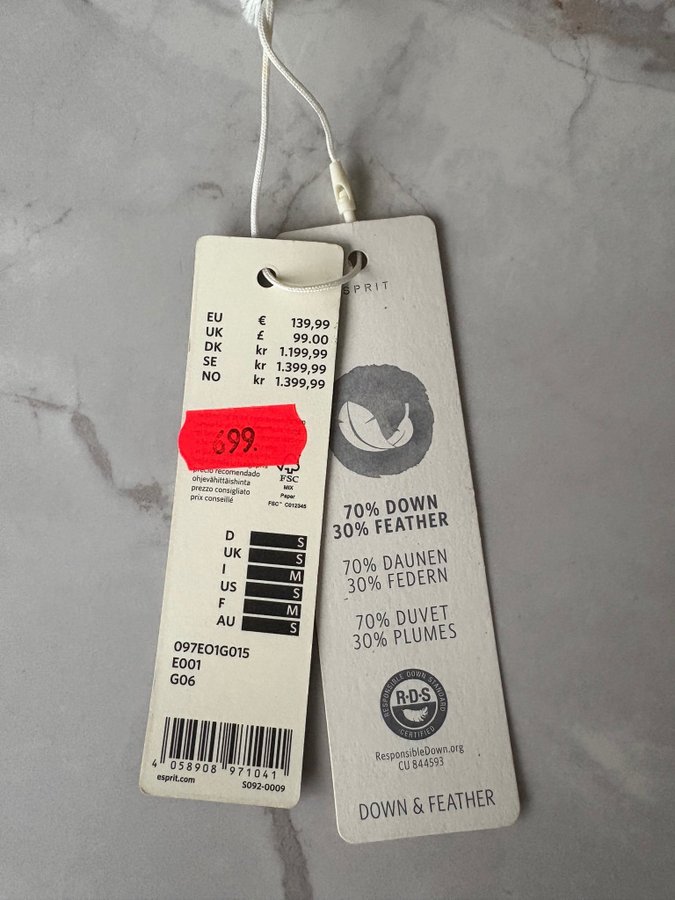 EU € 139,99
UK £ 99.00
DK kr 1.199,99
SE kr 1.399,99
NO kr 1.399,99
699.
precio recomendado
ohjevähittäishinta
prezzo consigliato
prix conseillé
FSC
MIX
Paper
FSC™ C012345
D S
UK S
I M
US S
F M
AU S
097EO1G015
E001
G06
4 058908 971041
esprit.com S092-0009
SPRIT
70% DOWN
30% FEATHER
70% DAUNEN
30% FEDERN
70% DUVET
30% PLUMES
RESPONSIBLE DOWN STANDARD
R·D·S
CERTIFIED
ResponsibleDown.org
CU 844593
DOWN & FEATHER